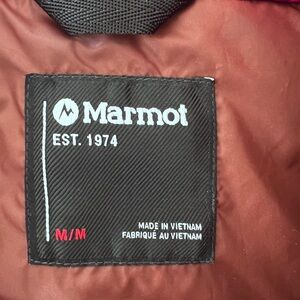 Marmot
EST. 1974
M/M
MADE IN VIETNAM
FABRIQUÉ AU VIETNAM